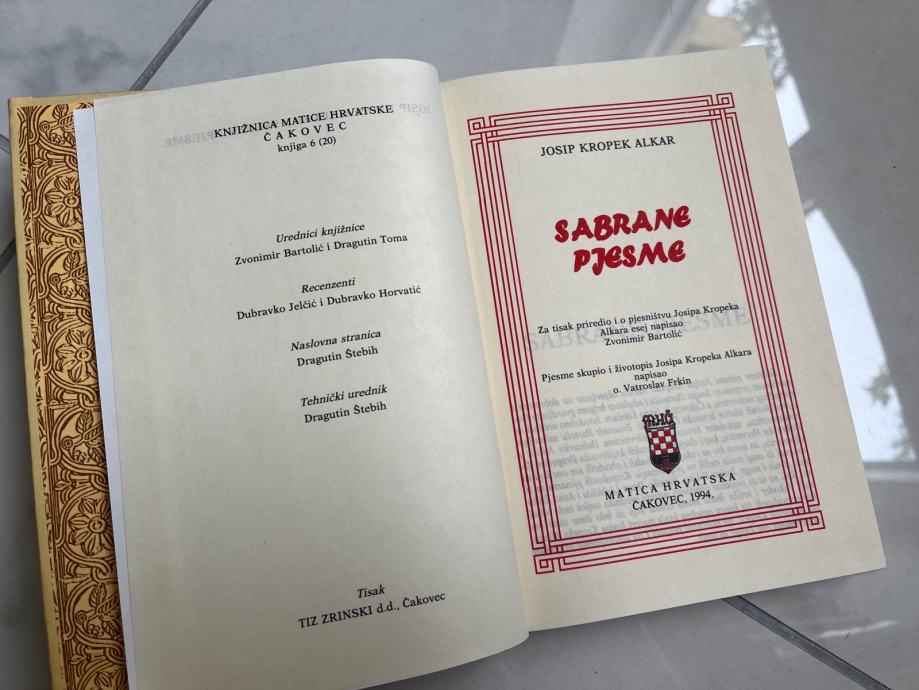 KNJIŽNICA MATICE HRVATSKE
ČAKOVEC
knjiga 6 (20)
Urednici knjižnice
Zvonimir Bartolić i Dragutin Toma
Recenzenti
Dubravko Jelčić i Dubravko Horvatić
Naslovna stranica
Dragutin Štebih
Tehnički urednik
Dragutin Štebih
Tisak
TIZ ZRINSKI d.d., Čakovec
JOSIP KROPEK ALKAR
SABRANE
PJESME
Za tisak priredio i o pjesništvu Josipa Kropeka
Alkara esej napisao
Zvonimir Bartolić
Pjesme skupio i životopis Josipa Kropeka Alkara
napisao
o. Vatroslav Frkin
MATICA HRVATSKA
ČAKOVEC, 1994.